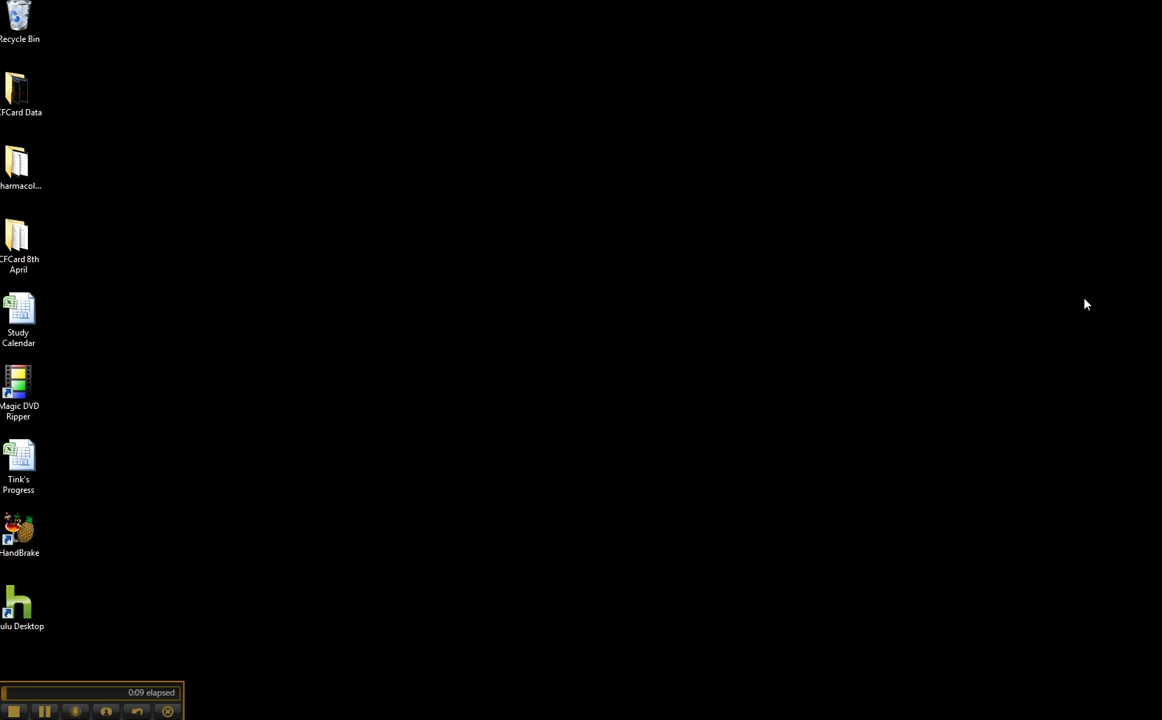 Recycle Bin
CFCard Data
harmacol...
CFCard 8th
April
Study
Calendar
Magic DVD
Ripper
Tink's
Progress
HandBrake
ulu Desktop
0:09 elapsed